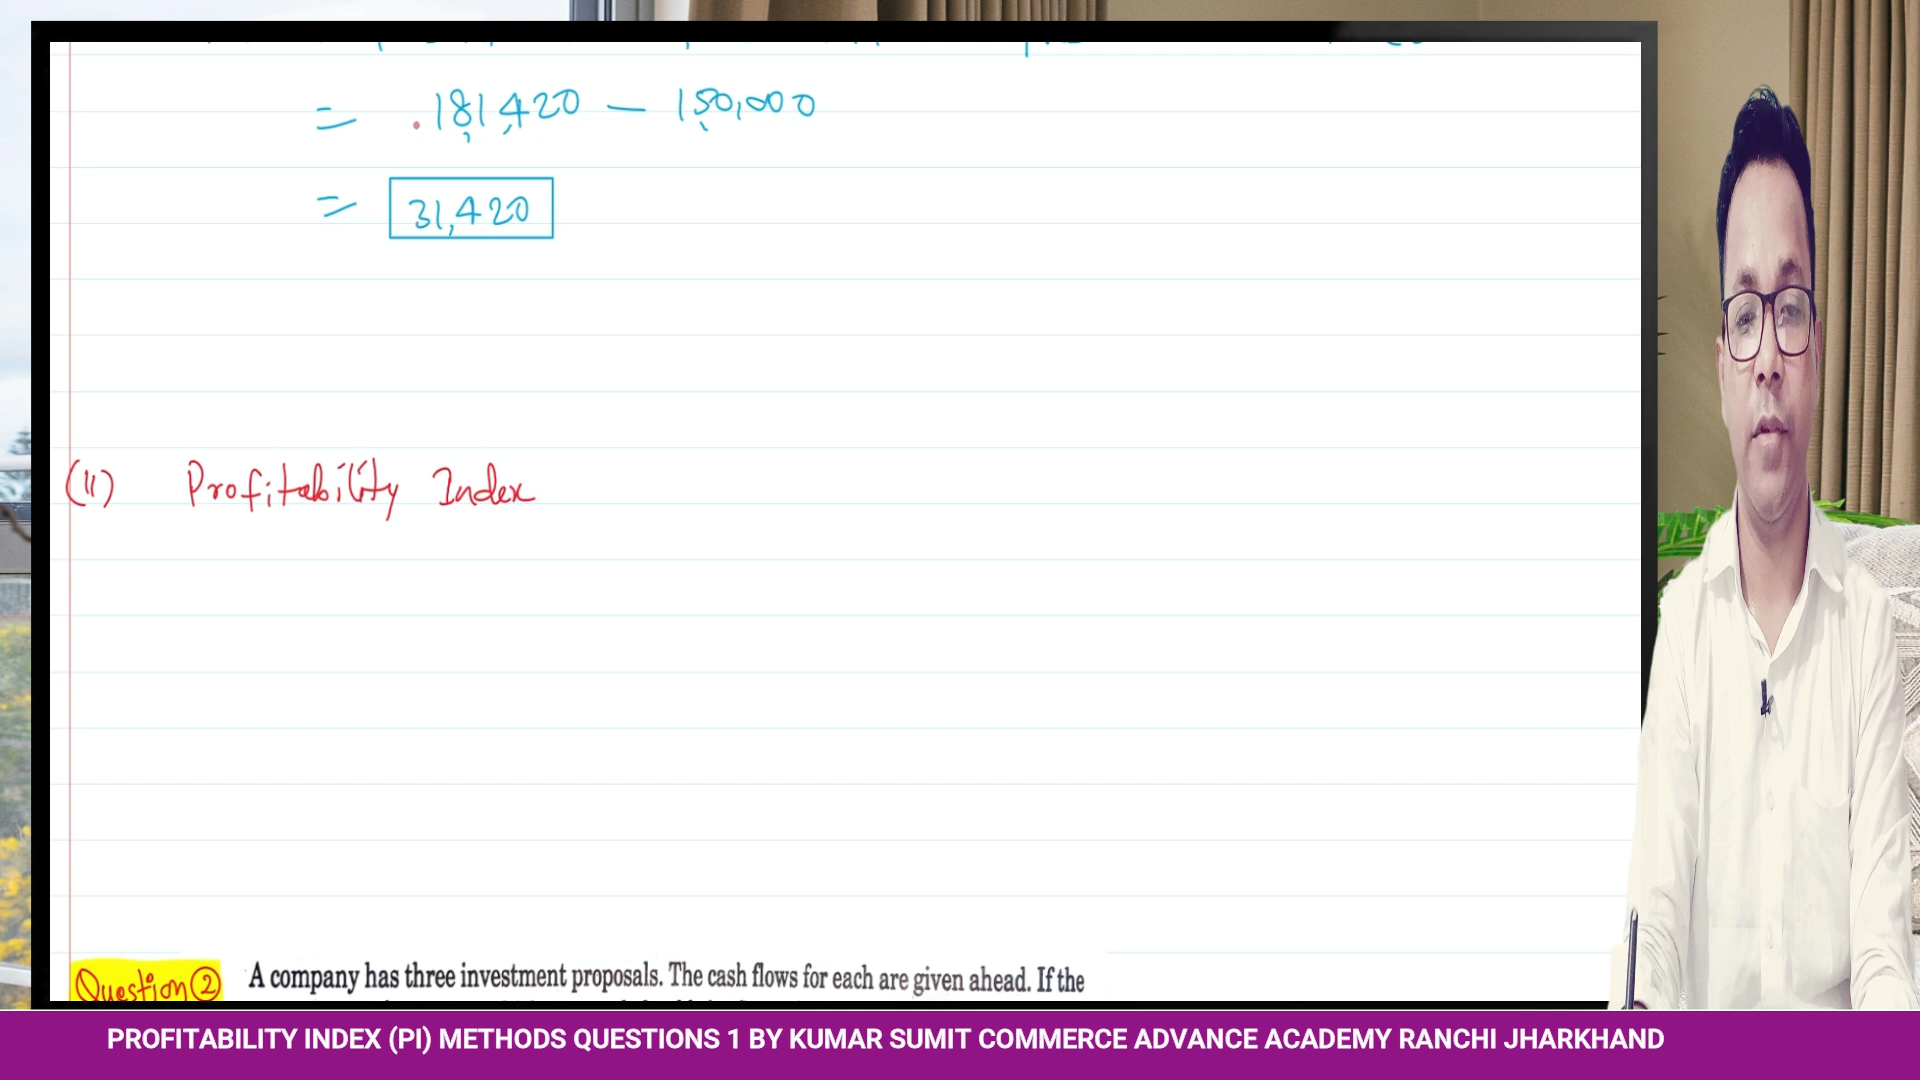 = 181,420 — 150,000
= 31,420
(ii) Profitability Index
Question ② A company has three investment proposals. The cash flows for each are given ahead. If the
PROFITABILITY INDEX (PI) METHODS QUESTIONS 1 BY KUMAR SUMIT COMMERCE ADVANCE ACADEMY RANCHI JHARKHAND